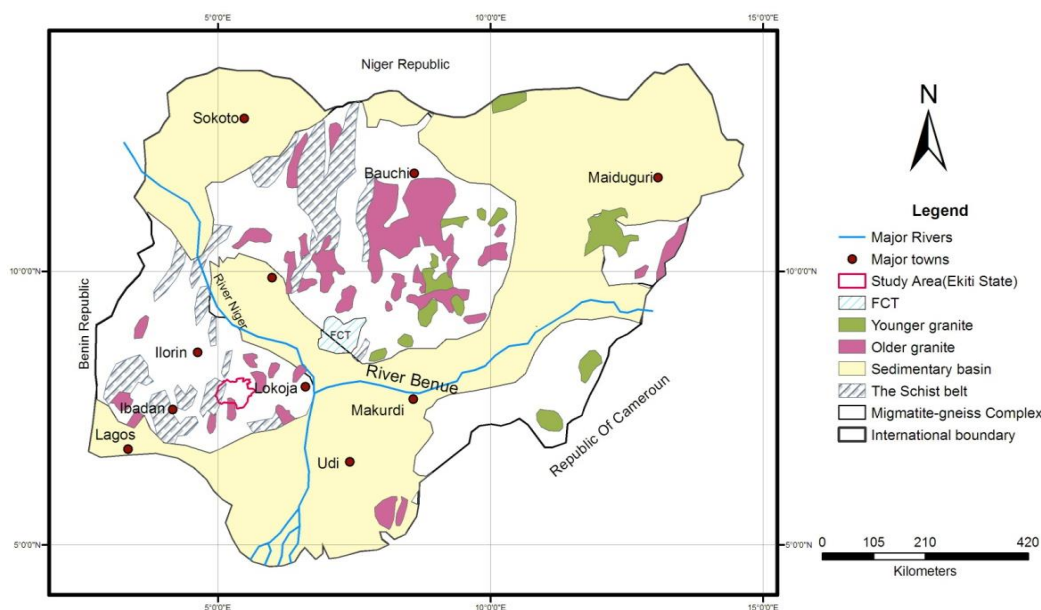 5°0'0"E 10°0'0"E 15°0'0"E
Niger Republic
Sokoto
Bauchi
Maiduguri
10°0'0"N 10°0'0"N
River Niger
Benin Republic
FCT
Ilorin
River Benue
Lokoja
Ibadan
Makurdi
Lagos
Udi
Republic Of Cameroun
5°0'0"N 5°0'0"N
5°0'0"E 10°0'0"E 15°0'0"E
N
Legend
Major Rivers
Major towns
Study Area(Ekiti State)
FCT
Younger granite
Older granite
Sedimentary basin
The Schist belt
Migmatite-gneiss Complex
International boundary
0 105 210 420
Kilometers